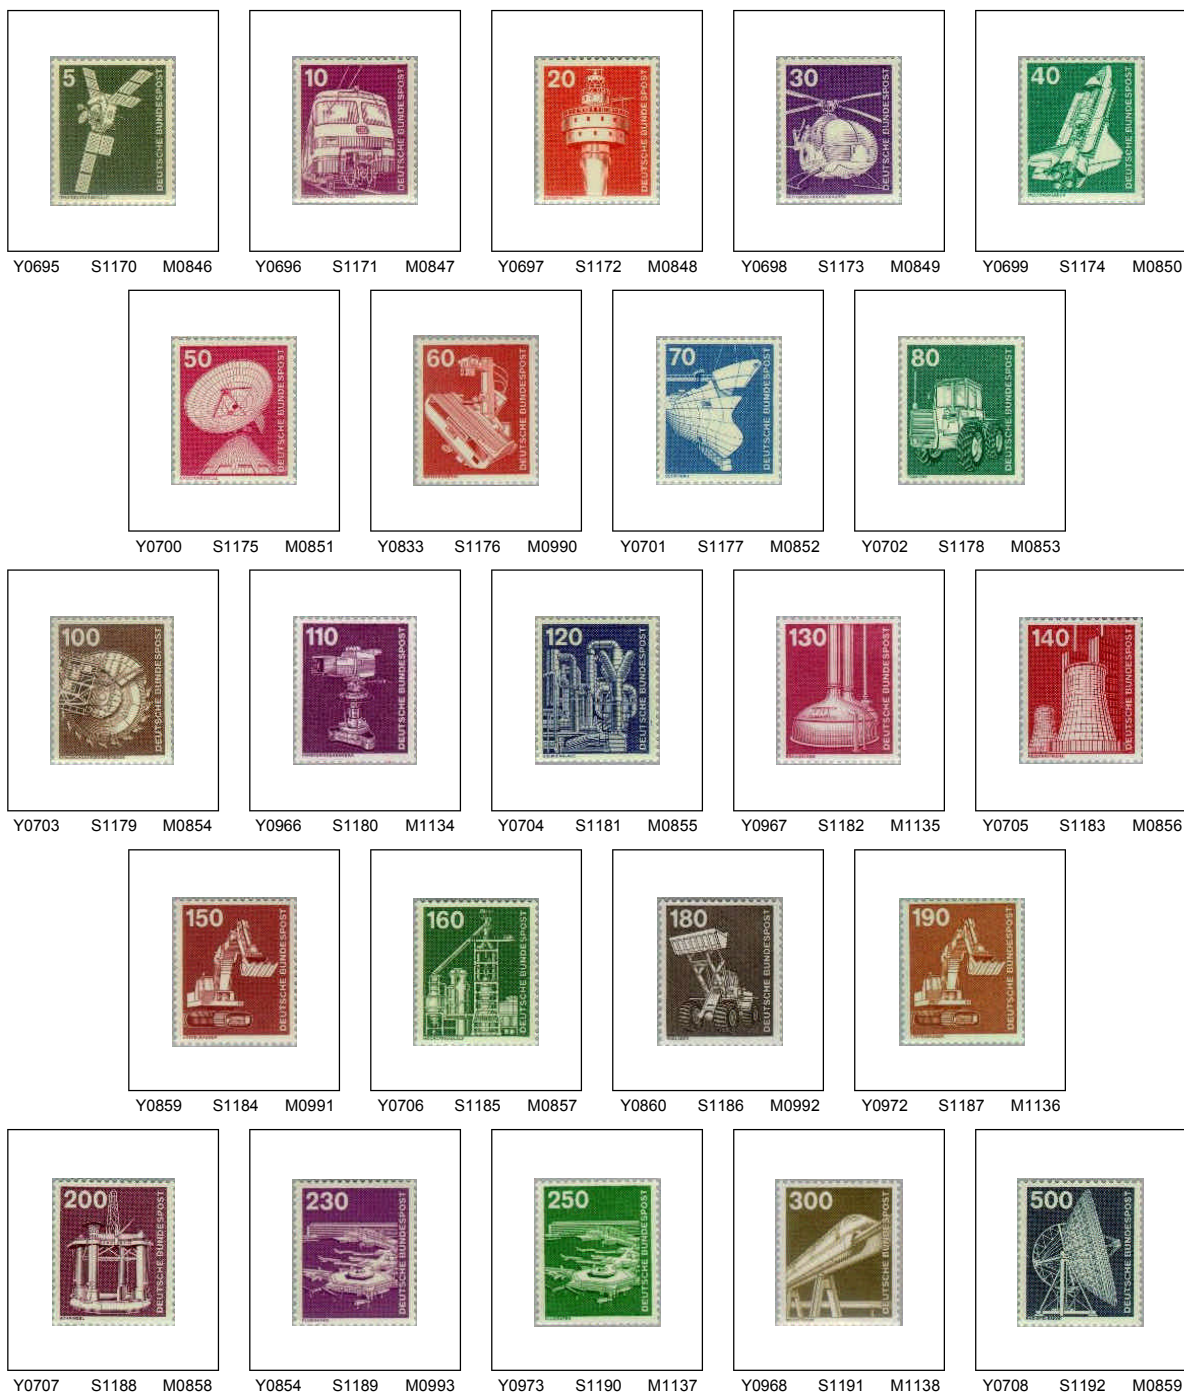 5 DEUTSCHE BUNDESPOST
10 DEUTSCHE BUNDESPOST
20 DEUTSCHE BUNDESPOST
30 DEUTSCHE BUNDESPOST
40 DEUTSCHE BUNDESPOST
Y0695 S1170 M0846 Y0696 S1171 M0847 Y0697 S1172 M0848 Y0698 S1173 M0849 Y0699 S1174 M0850
50 DEUTSCHE BUNDESPOST
60 DEUTSCHE BUNDESPOST
70 DEUTSCHE BUNDESPOST
80 DEUTSCHE BUNDESPOST
Y0700 S1175 M0851 Y0833 S1176 M0990 Y0701 S1177 M0852 Y0702 S1178 M0853
100 DEUTSCHE BUNDESPOST
110 DEUTSCHE BUNDESPOST
120 DEUTSCHE BUNDESPOST
130 DEUTSCHE BUNDESPOST
140 DEUTSCHE BUNDESPOST
Y0703 S1179 M0854 Y0966 S1180 M1134 Y0704 S1181 M0855 Y0967 S1182 M1135 Y0705 S1183 M0856
150 DEUTSCHE BUNDESPOST
160 DEUTSCHE BUNDESPOST
180 DEUTSCHE BUNDESPOST
190 DEUTSCHE BUNDESPOST
Y0859 S1184 M0991 Y0706 S1185 M0857 Y0860 S1186 M0992 Y0972 S1187 M1136
200 DEUTSCHE BUNDESPOST
230 DEUTSCHE BUNDESPOST
250 DEUTSCHE BUNDESPOST
300 DEUTSCHE BUNDESPOST
500 DEUTSCHE BUNDESPOST
Y0707 S1188 M0858 Y0854 S1189 M0993 Y0973 S1190 M1137 Y0968 S1191 M1138 Y0708 S1192 M0859